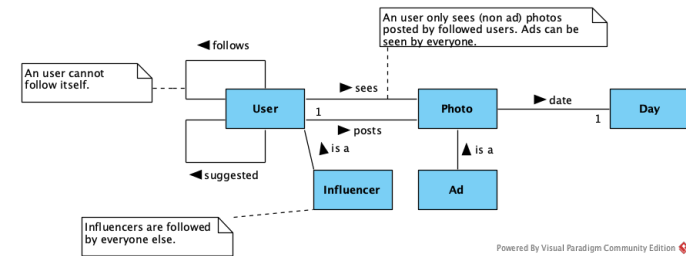 An user only sees (non ad) photos
posted by followed users. Ads can be
seen by everyone.
follows
An user cannot
follow itself.
sees
User
1
Photo
date
1
Day
posts
is a
is a
suggested
Influencer
Ad
Influencers are followed
by everyone else.
Powered By Visual Paradigm Community Edition